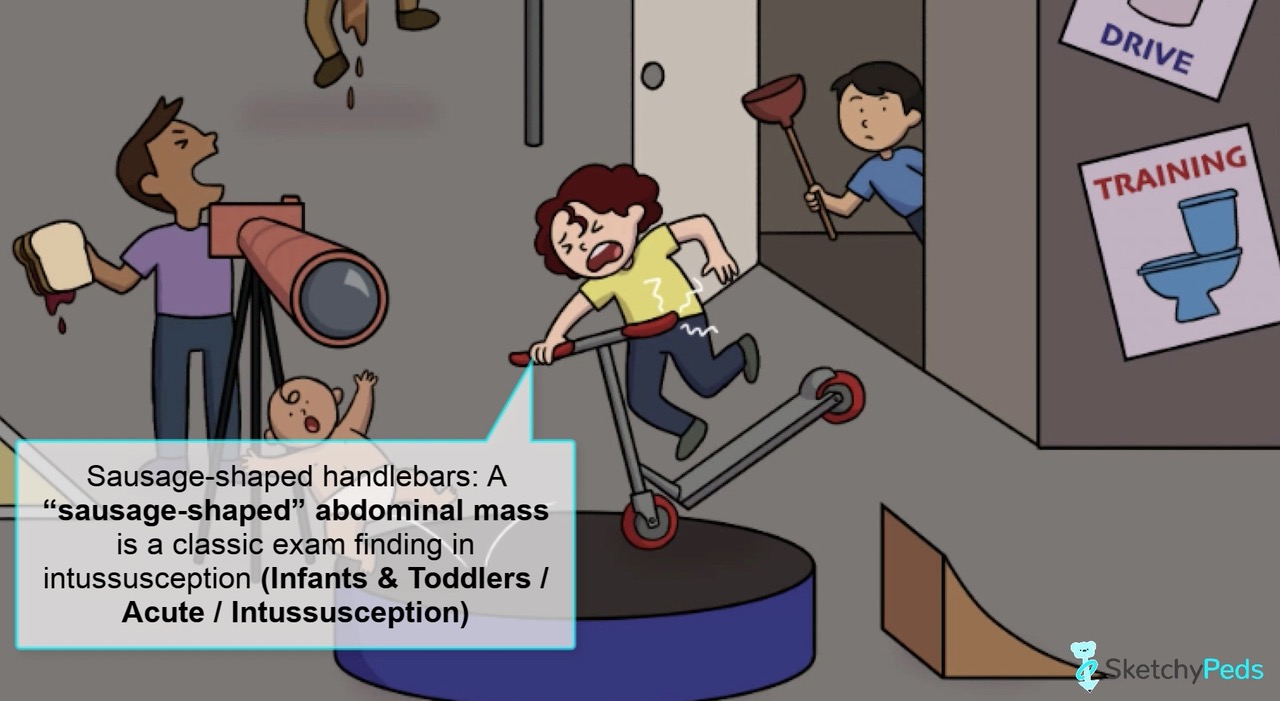 DRIVE
TRAINING
Sausage-shaped handlebars: A
“sausage-shaped” abdominal mass
is a classic exam finding in
intussusception (Infants & Toddlers /
Acute / Intussusception)
SketchyPeds